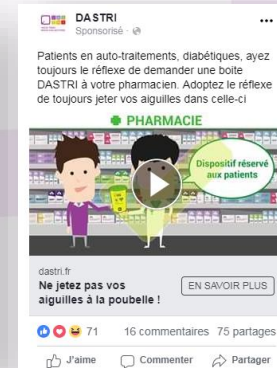 DASTRI
Sponsorisé ·
Patients en auto-traitements, diabétiques, ayez
toujours le réflexe de demander une boite
DASTRI à votre pharmacien. Adoptez le réflexe
de toujours jeter vos aiguilles dans celle-ci
PHARMACIE
Dispositif réservé
aux patients
dastri.fr
Ne jetez pas vos
aiguilles à la poubelle !
EN SAVOIR PLUS
71
16 commentaires 75 partages
J'aime
Commenter
Partager